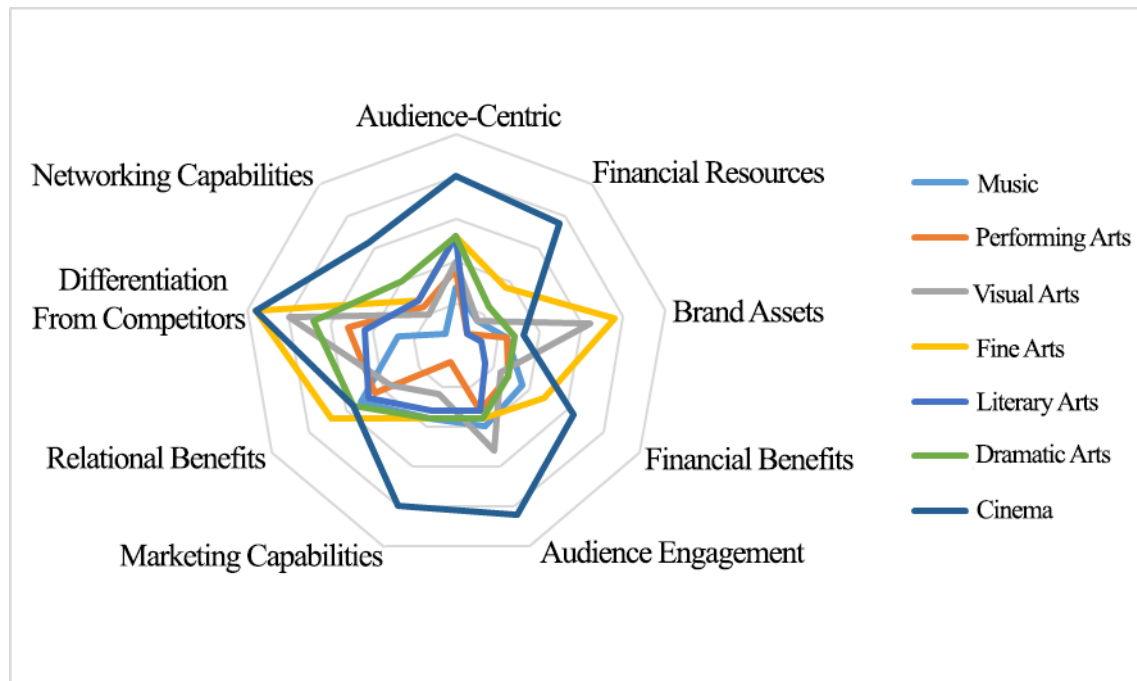 Audience-Centric
Financial Resources
Networking Capabilities
Differentiation
From Competitors
Brand Assets
Relational Benefits
Financial Benefits
Marketing Capabilities
Audience Engagement
Music
Performing Arts
Visual Arts
Fine Arts
Literary Arts
Dramatic Arts
Cinema